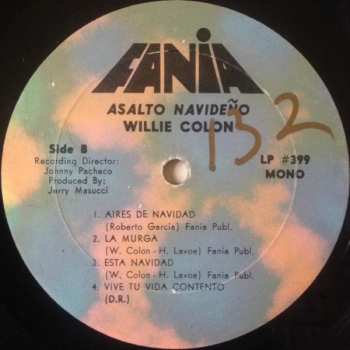 FANIA
ASALTO NAVIDEÑO
WILLIE COLON
132
Side B
Recording Director:
Johnny Pacheco
Produced By:
Jerry Masucci
LP #399
MONO
1. AIRES DE NAVIDAD
(Roberto Garcia) Fania Publ.
2. LA MURGA
(W. Colon - H. Lavoe) Fania Publ.
3. ESTA NAVIDAD
(W. Colon - H. Lavoe) Fania Publ.
4. VIVE TU VIDA CONTENTO
(D.R.)